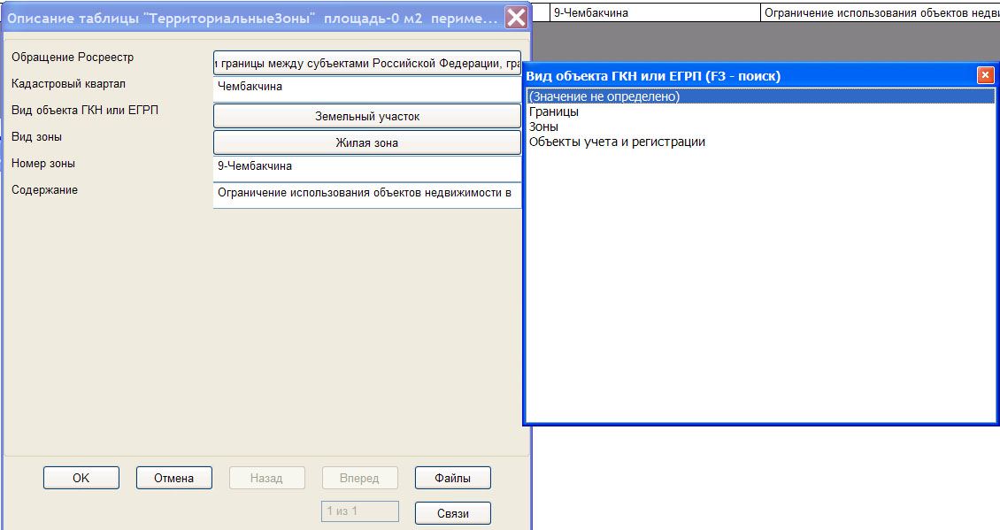 Описание таблицы "ТерриториальныеЗоны" площадь-0 м2 периме...
9-Чембакчина
Ограничение использования объектов недви
Обращение Росреестр
и границы между субъектами Российской Федерации, гра
Кадастровый квартал
Чембакчина
Вид объекта ГКН или ЕГРП
Земельный участок
Вид зоны
Жилая зона
Номер зоны
9-Чембакчина
Содержание
Ограничение использования объектов недвижимости в
OK
Отмена
Назад
Вперед
Файлы
1 из 1
Связи
Вид объекта ГКН или ЕГРП (F3 - поиск)
(Значение не определено)
Границы
Зоны
Объекты учета и регистрации